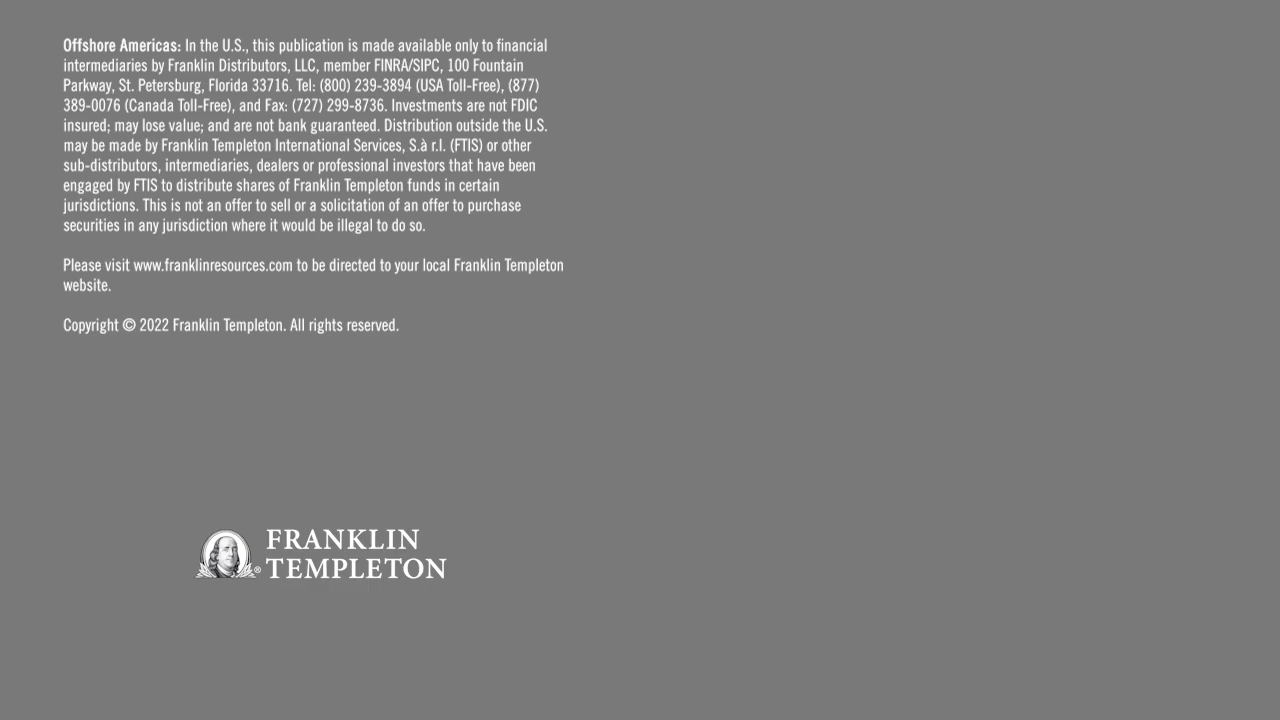 Offshore Americas: In the U.S., this publication is made available only to financial
intermediaries by Franklin Distributors, LLC, member FINRA/SIPC, 100 Fountain
Parkway, St. Petersburg, Florida 33716. Tel: (800) 239-3894 (USA Toll-Free), (877)
389-0076 (Canada Toll-Free), and Fax: (727) 299-8736. Investments are not FDIC
insured; may lose value; and are not bank guaranteed. Distribution outside the U.S.
may be made by Franklin Templeton International Services, S.à r.l. (FTIS) or other
sub-distributors, intermediaries, dealers or professional investors that have been
engaged by FTIS to distribute shares of Franklin Templeton funds in certain
jurisdictions. This is not an offer to sell or a solicitation of an offer to purchase
securities in any jurisdiction where it would be illegal to do so.
Please visit www.franklinresources.com to be directed to your local Franklin Templeton
website.
Copyright © 2022 Franklin Templeton. All rights reserved.
FRANKLIN
® TEMPLETON